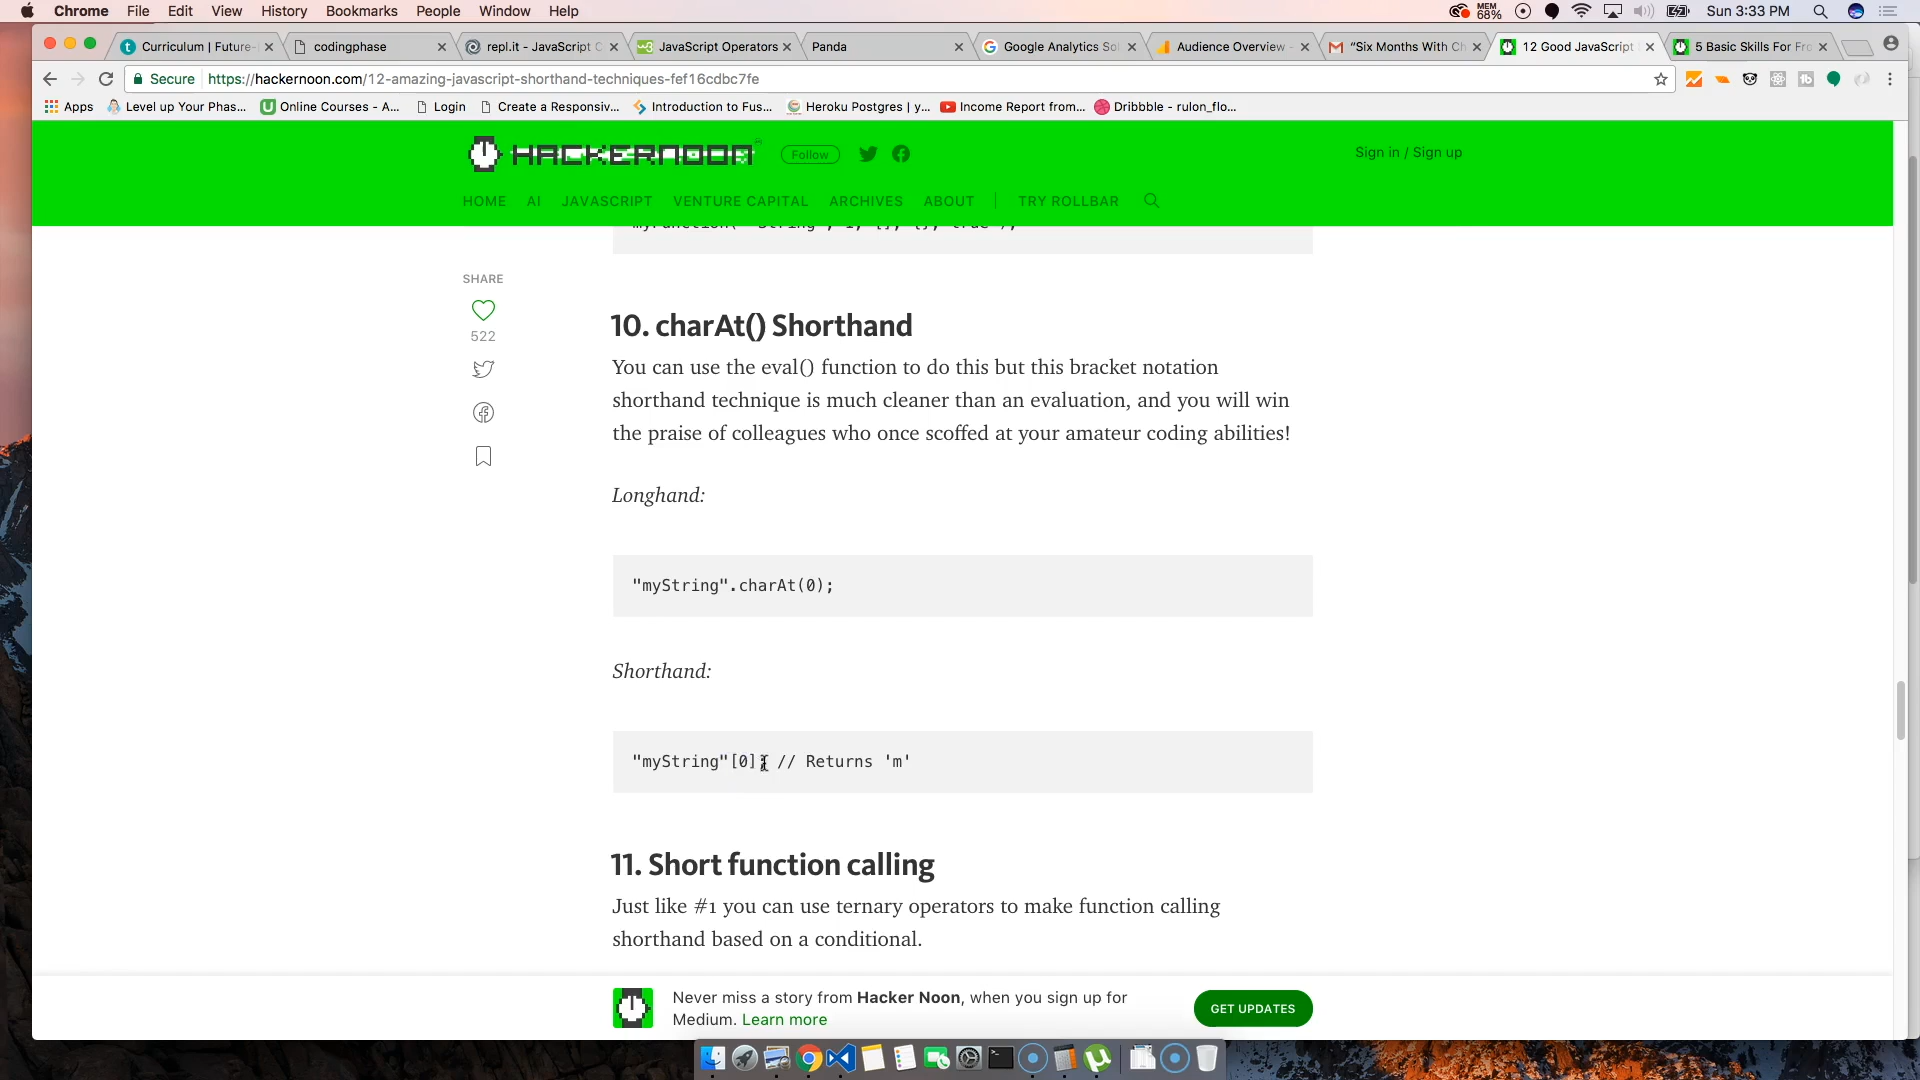 Chrome File Edit View History Bookmarks People Window Help MEM 68% Sun 3:33 PM
Curriculum | Future- codingphase repl.it - JavaScript C JavaScript Operators Panda Google Analytics Sol Audience Overview - "Six Months With Ch 12 Good JavaScript 5 Basic Skills For Fro
Secure https://hackernoon.com/12-amazing-javascript-shorthand-techniques-fef16cdbc7fe
Apps Level up Your Phas... Online Courses - A... Login Create a Responsiv... Introduction to Fus... Heroku Postgres | y... Income Report from... Dribbble - rulon_flo...
HACKERNOON Follow Sign in / Sign up
HOME AI JAVASCRIPT VENTURE CAPITAL ARCHIVES ABOUT TRY ROLLBAR
SHARE
522
10. charAt() Shorthand
You can use the eval() function to do this but this bracket notation
shorthand technique is much cleaner than an evaluation, and you will win
the praise of colleagues who once scoffed at your amateur coding abilities!
Longhand:
"myString".charAt(0);
Shorthand:
"myString"[0]; // Returns 'm'
11. Short function calling
Just like #1 you can use ternary operators to make function calling
shorthand based on a conditional.
Never miss a story from Hacker Noon, when you sign up for
Medium. Learn more
GET UPDATES